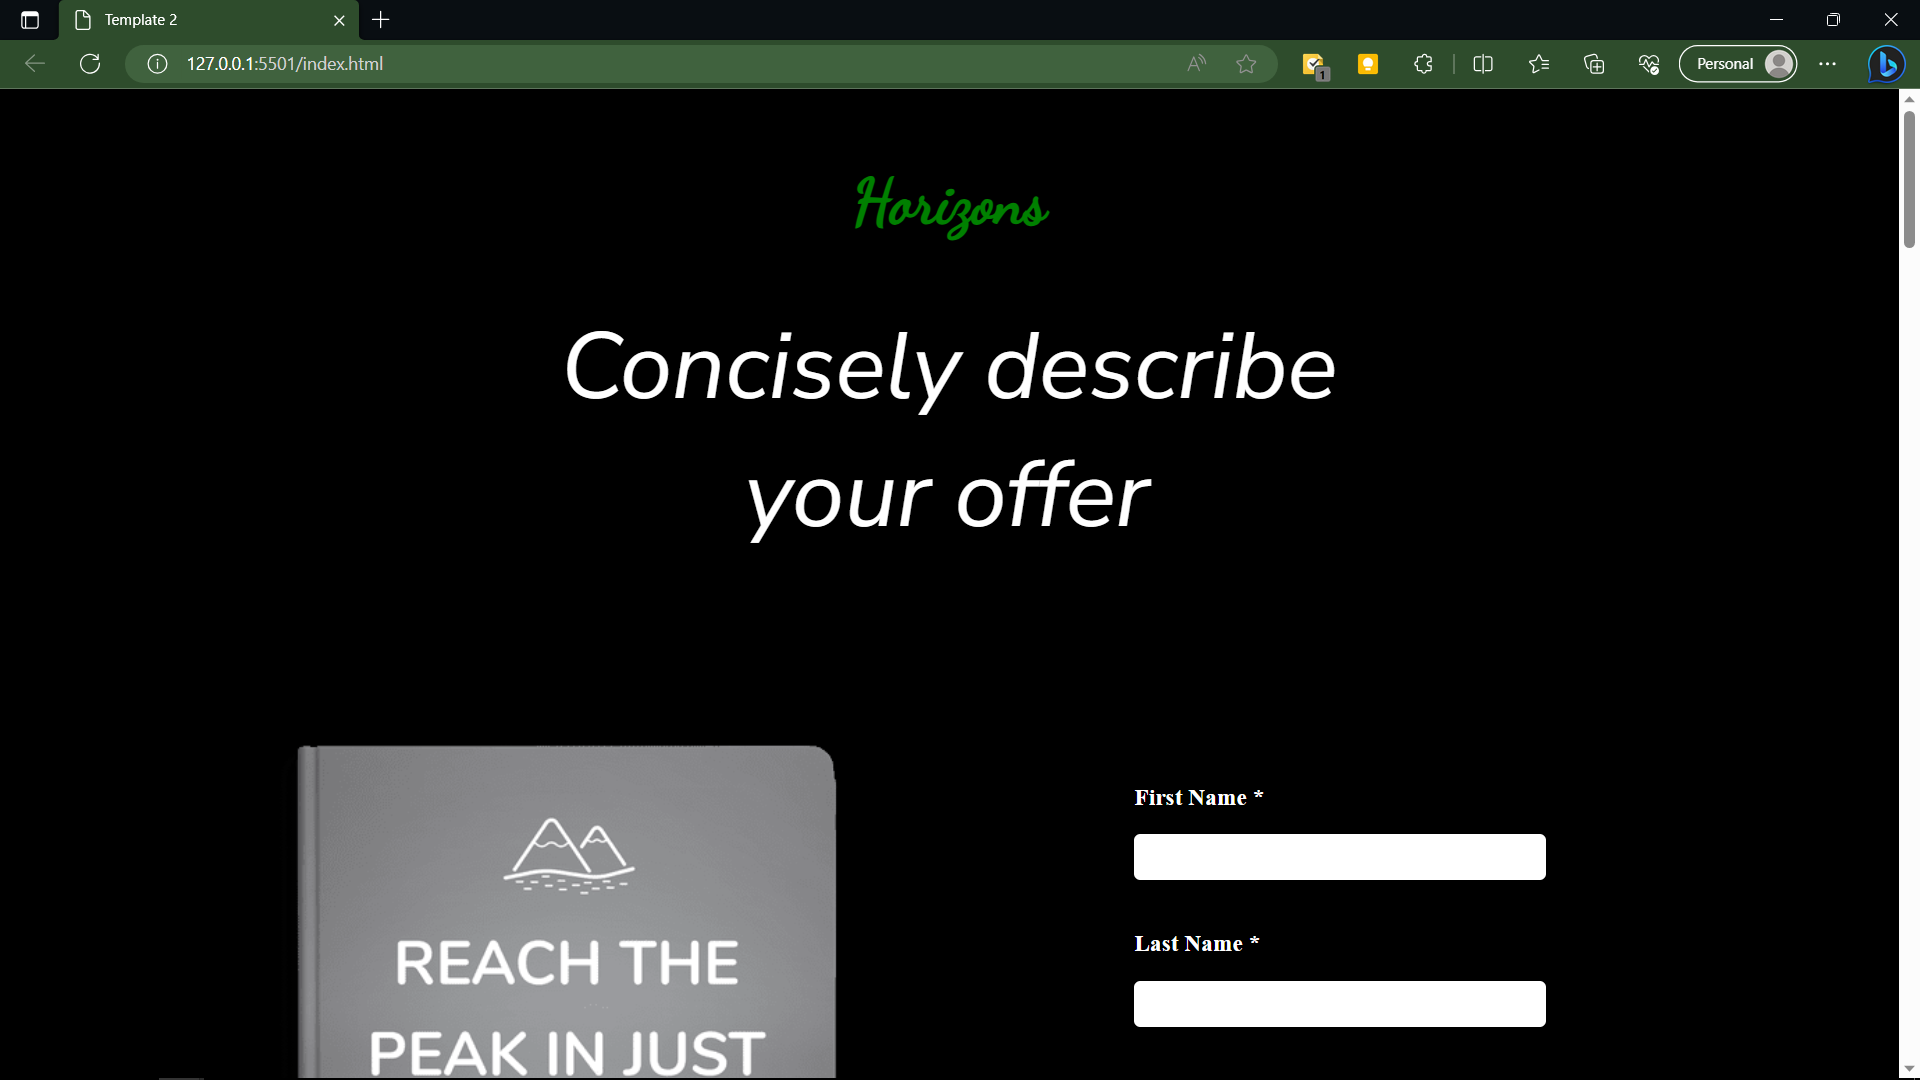 Template 2
127.0.0.1:5501/index.html
1
Personal
Horizons
Concisely describe
your offer
REACH THE
PEAK IN JUST
First Name *
Last Name *